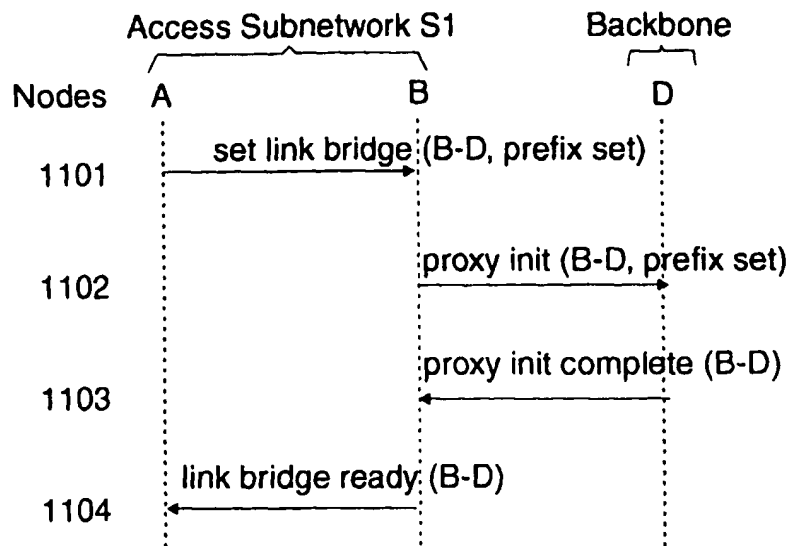 Access Subnetwork S1 Backbone
Nodes A B D
1101 set link bridge (B-D, prefix set)
1102 proxy init (B-D, prefix set)
1103 proxy init complete (B-D)
1104 link bridge ready (B-D)